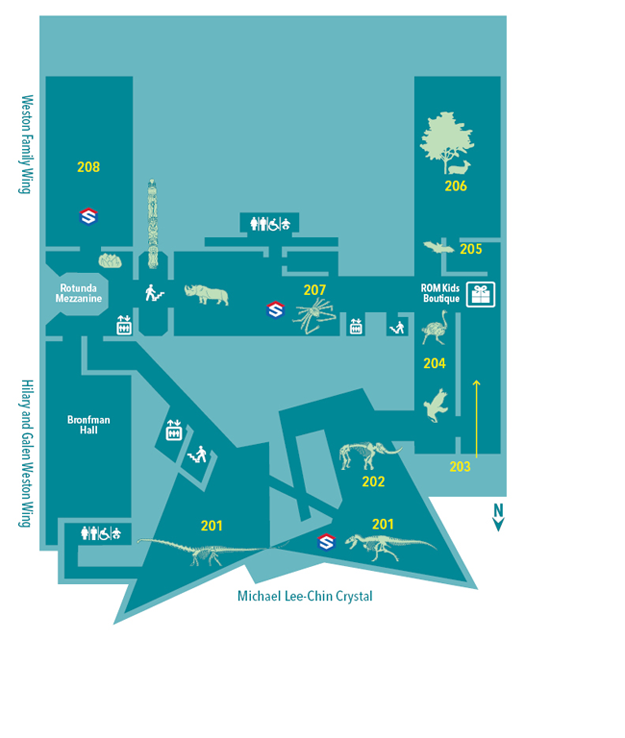 Weston Family Wing
208
206
205
Rotunda
Mezzanine
207
ROM Kids
Boutique
204
Hilary and Galen Weston Wing
Bronfman
Hall
203
202
201
201
N
Michael Lee-Chin Crystal